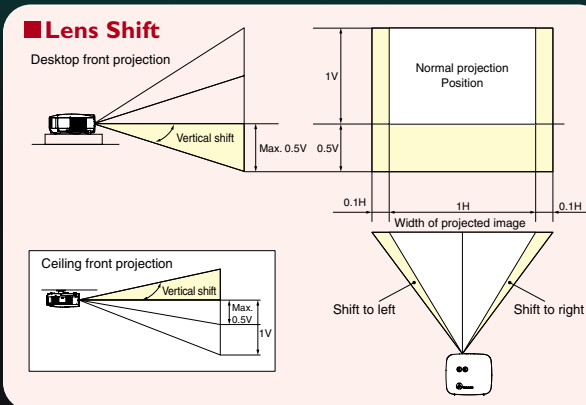 Lens Shift
Desktop front projection
Vertical shift
Max. 0.5V
1V
0.5V
Normal projection
Position
0.1H
1H
0.1H
Width of projected image
Shift to left
Shift to right
Ceiling front projection
Vertical shift
Max.
0.5V
1V